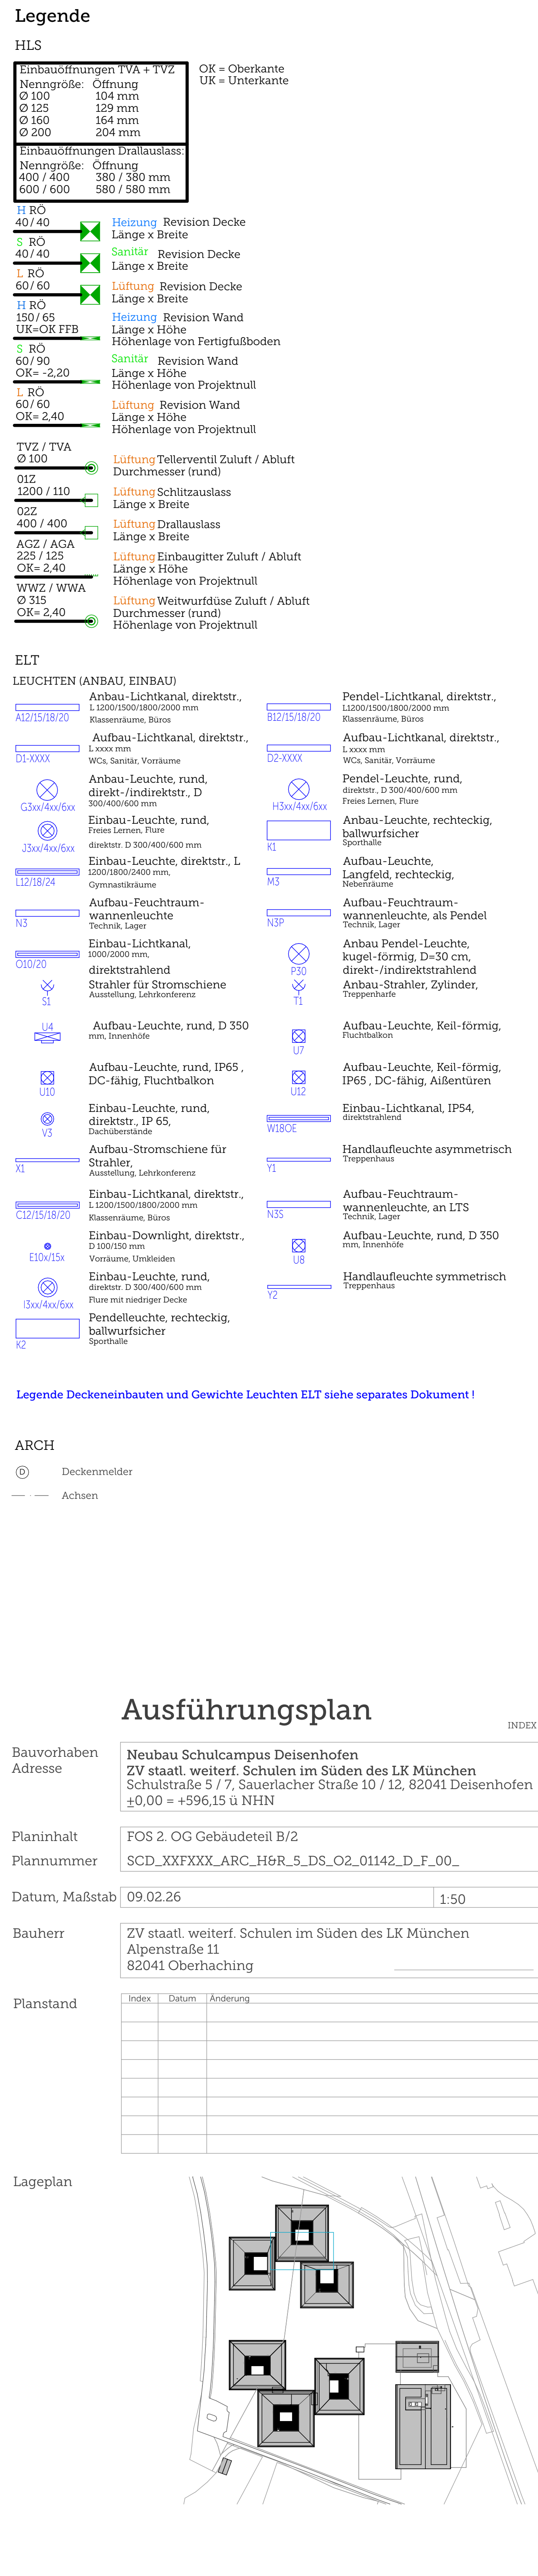 Legende
HLS
Einbauöffnungen TVA + TVZ
Nenngröße: Öffnung
Ø 100 104 mm
Ø 125 129 mm
Ø 160 164 mm
Ø 200 204 mm
OK = Oberkante
UK = Unterkante
Einbauöffnungen Drallauslass:
Nenngröße: Öffnung
400 / 400 380 / 380 mm
600 / 600 580 / 580 mm
H RÖ
40/40
Heizung Revision Decke
Länge x Breite
S RÖ
40/40
Sanitär Revision Decke
Länge x Breite
L RÖ
60/60
Lüftung Revision Decke
Länge x Breite
H RÖ
150/65
UK=OK FFB
Heizung Revision Wand
Länge x Höhe
Höhenlage von Fertigfußboden
S RÖ
60/90
OK= -2,20
Sanitär Revision Wand
Länge x Höhe
Höhenlage von Projektnull
L RÖ
60/60
OK= 2,40
Lüftung Revision Wand
Länge x Höhe
Höhenlage von Projektnull
TVZ / TVA
Ø 100
Lüftung Tellerventil Zuluft / Abluft
Durchmesser (rund)
01Z
1200 / 110
Lüftung Schlitzauslass
Länge x Breite
02Z
400 / 400
Lüftung Drallauslass
Länge x Breite
AGZ / AGA
225 / 125
OK= 2,40
Lüftung Einbaugitter Zuluft / Abluft
Länge x Höhe
Höhenlage von Projektnull
WWZ / WWA
Ø 315
OK= 2,40
Lüftung Weitwurfdüse Zuluft / Abluft
Durchmesser (rund)
Höhenlage von Projektnull
ELT
LEUCHTEN (ANBAU, EINBAU)
A12/15/18/20
Anbau-Lichtkanal, direktstr.,
L 1200/1500/1800/2000 mm
Klassenräume, Büros
B12/15/18/20
Pendel-Lichtkanal, direktstr.,
L1200/1500/1800/2000 mm
Klassenräume, Büros
D1-XXXX
Aufbau-Lichtkanal, direktstr.,
L xxxx mm
WCs, Sanitär, Vorräume
D2-XXXX
Aufbau-Lichtkanal, direktstr.,
L xxxx mm
WCs, Sanitär, Vorräume
G3xx/4xx/6xx
Anbau-Leuchte, rund,
direkt-/indirektstr., D
300/400/600 mm
H3xx/4xx/6xx
Pendel-Leuchte, rund,
direktstr., D 300/400/600 mm
Freies Lernen, Flure
J3xx/4xx/6xx
Einbau-Leuchte, rund,
Freies Lernen, Flure
direktstr. D 300/400/600 mm
K1
Anbau-Leuchte, rechteckig,
ballwurfsicher
Sporthalle
L12/18/24
Einbau-Leuchte, direktstr., L
1200/1800/2400 mm,
Gymnastikräume
M3
Aufbau-Leuchte,
Langfeld, rechteckig,
Nebenräume
N3
Aufbau-Feuchtraum-
wannenleuchte
Technik, Lager
N3P
Aufbau-Feuchtraum-
wannenleuchte, als Pendel
Technik, Lager
O10/20
Einbau-Lichtkanal,
1000/2000 mm,
direktstrahlend
P30
Anbau Pendel-Leuchte,
kugel-förmig, D=30 cm,
direkt-/indirektstrahlend
S1
Strahler für Stromschiene
Ausstellung, Lehrkonferenz
T1
Anbau-Strahler, Zylinder,
Treppenharfe
U4
Aufbau-Leuchte, rund, D 350
mm, Innenhöfe
U7
Aufbau-Leuchte, Keil-förmig,
Fluchtbalkon
U10
Aufbau-Leuchte, rund, IP65 ,
DC-fähig, Fluchtbalkon
U12
Aufbau-Leuchte, Keil-förmig,
IP65 , DC-fähig, Aißentüren
V3
Einbau-Leuchte, rund,
direktstr., IP 65,
Dachüberstände
W18OE
Einbau-Lichtkanal, IP54,
direktstrahlend
X1
Aufbau-Stromschiene für
Strahler,
Ausstellung, Lehrkonferenz
Y1
Handlaufleuchte asymmetrisch
Treppenhaus
C12/15/18/20
Einbau-Lichtkanal, direktstr.,
L 1200/1500/1800/2000 mm
Klassenräume, Büros
N3S
Aufbau-Feuchtraum-
wannenleuchte, an LTS
Technik, Lager
E10x/15x
Einbau-Downlight, direktstr.,
D 100/150 mm
Vorräume, Umkleiden
U8
Aufbau-Leuchte, rund, D 350
mm, Innenhöfe
I3xx/4xx/6xx
Einbau-Leuchte, rund,
direktstr. D 300/400/600 mm
Flure mit niedriger Decke
Y2
Handlaufleuchte symetrisch
Treppenhaus
K2
Pendelleuchte, rechteckig,
ballwurfsicher
Sporthalle
Legende Deckeneinbauten und Gewichte Leuchten ELT siehe separates Dokument !
ARCH
D Deckenmelder
Achsen
Ausführungsplan
INDEX
Bauvorhaben
Adresse
Neubau Schulcampus Deisenhofen
ZV staatl. weiterf. Schulen im Süden des LK München
Schulstraße 5 / 7, Sauerlacher Straße 10 / 12, 82041 Deisenhofen
±0,00 = +596,15 ü NHN
Planinhalt FOS 2. OG Gebäudeteil B/2
Plannummer SCD_XXFXXX_ARC_H&R_5_DS_O2_01142_D_F_00_
Datum, Maßstab 09.02.26 1:50
Bauherr
ZV staatl. weiterf. Schulen im Süden des LK München
Alpenstraße 11
82041 Oberhaching
Planstand
Index Datum Änderung
Lageplan